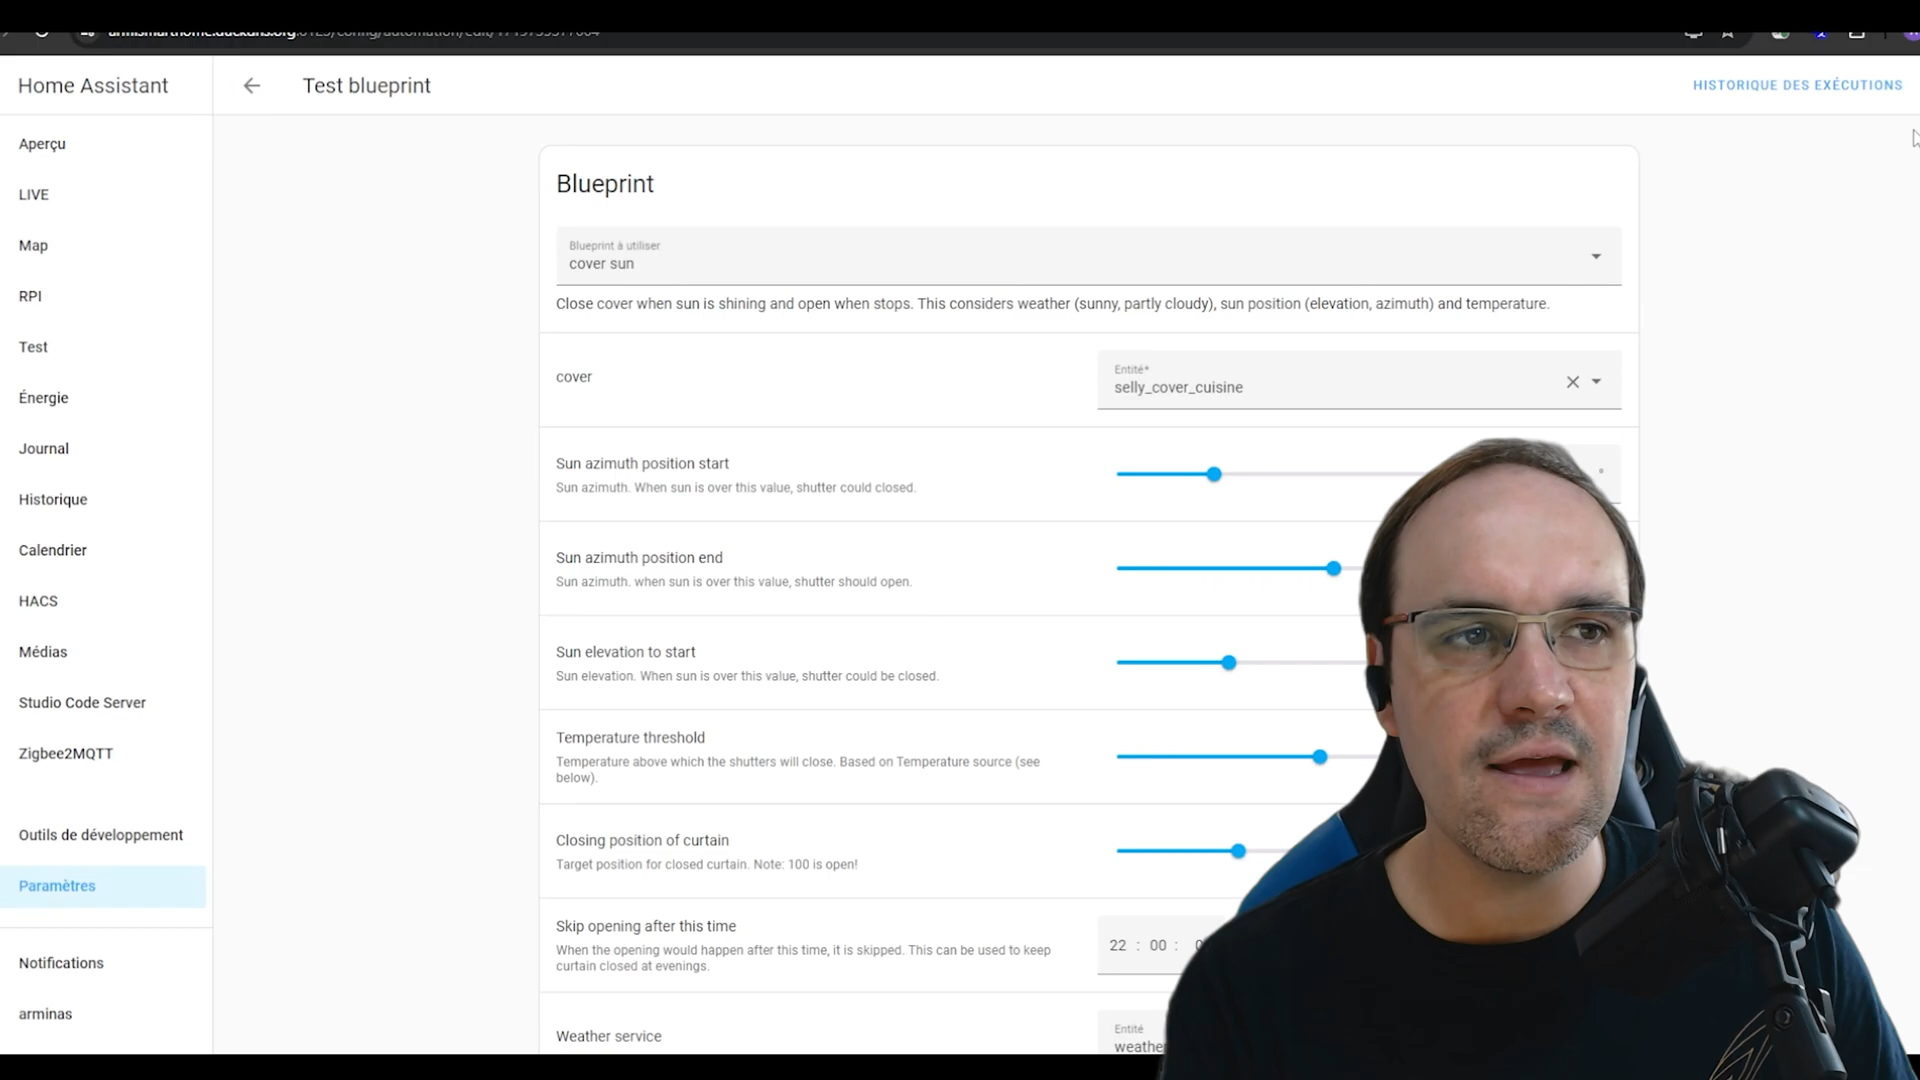 Home Assistant
Test blueprint
HISTORIQUE DES EXÉCUTIONS
Aperçu
LIVE
Map
RPI
Test
Énergie
Journal
Historique
Calendrier
HACS
Médias
Studio Code Server
Zigbee2MQTT
Outils de développement
Paramètres
Notifications
arminas
Blueprint
Blueprint à utiliser
cover sun
Close cover when sun is shining and open when stops. This considers weather (sunny, partly cloudy), sun position (elevation, azimuth) and temperature.
cover
Entité*
selly_cover_cuisine
Sun azimuth position start
Sun azimuth. When sun is over this value, shutter could closed.
°
Sun azimuth position end
Sun azimuth. when sun is over this value, shutter should open.
Sun elevation to start
Sun elevation. When sun is over this value, shutter could be closed.
Temperature threshold
Temperature above which the shutters will close. Based on Temperature source (see
below).
Closing position of curtain
Target position for closed curtain. Note: 100 is open!
Skip opening after this time
When the opening would happen after this time, it is skipped. This can be used to keep
curtain closed at evenings.
22 : 00 :
Weather service
Entité